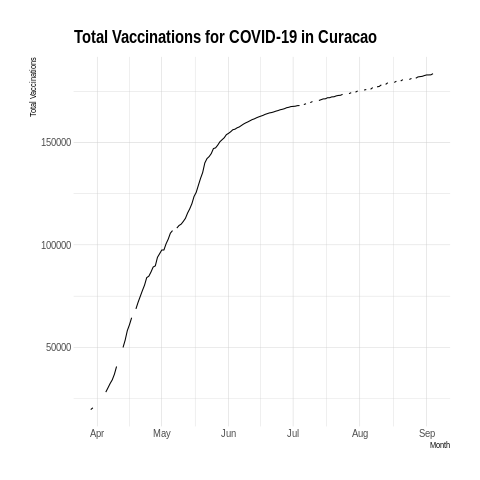 Total Vaccinations for COVID-19 in Curacao
Total Vaccinations
150000
100000
50000
Apr May Jun Jul Aug Sep
Month